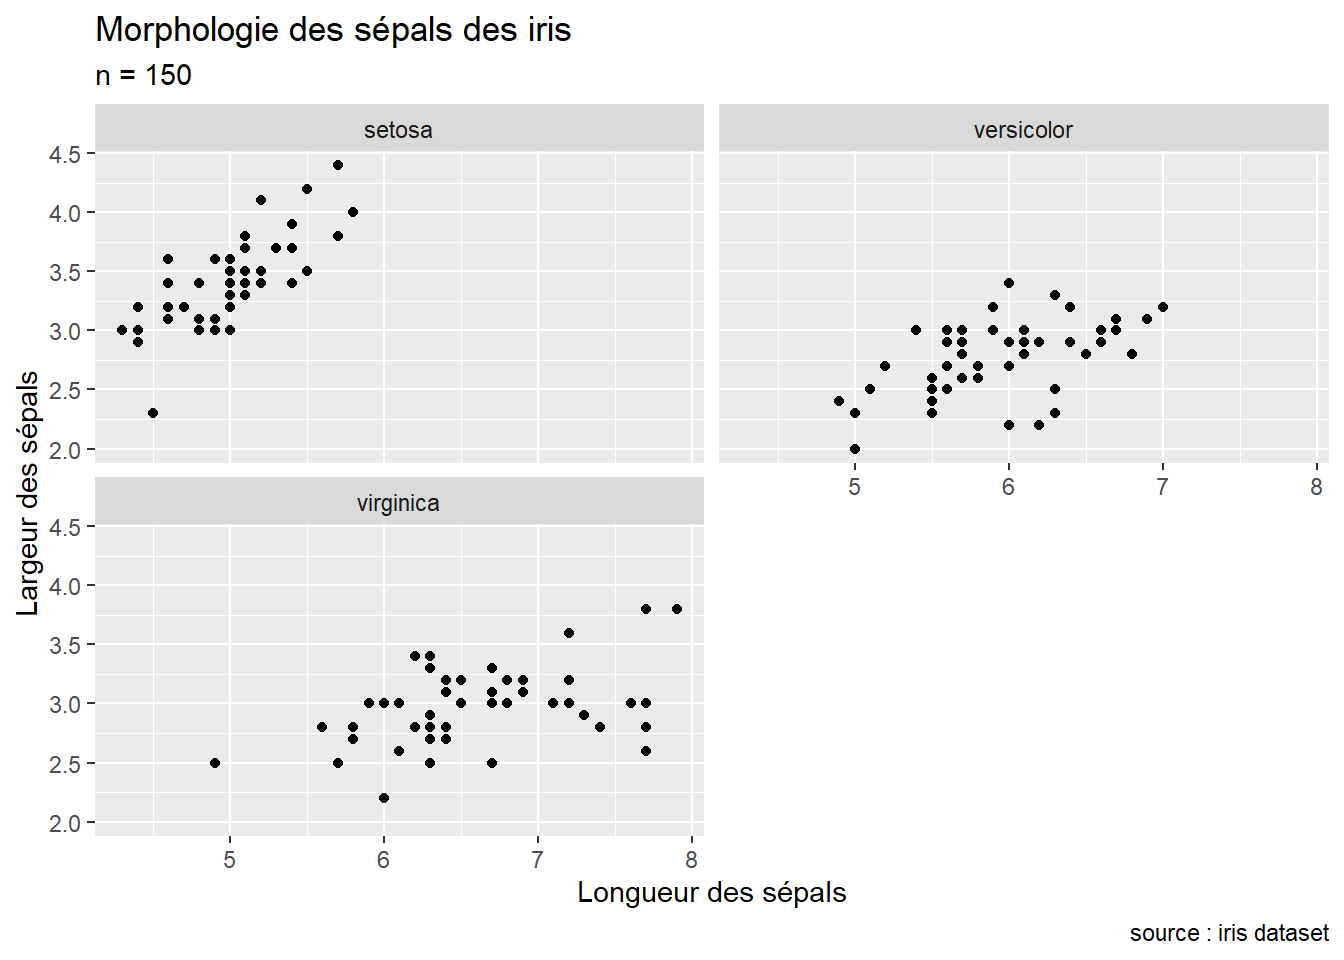 Morphologie des sépals des iris
n = 150
setosa
versicolor
4.5
4.0
3.5
3.0
2.5
2.0
5 6 7 8
virginica
4.5
4.0
3.5
3.0
2.5
2.0
5 6 7 8
Largeur des sépals
Longueur des sépals
source : iris dataset